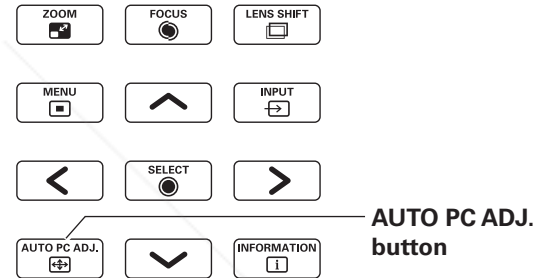 ZOOM FOCUS LENS SHIFT
MENU INPUT
SELECT
AUTO PC ADJ. INFORMATION
i
AUTO PC ADJ.
button